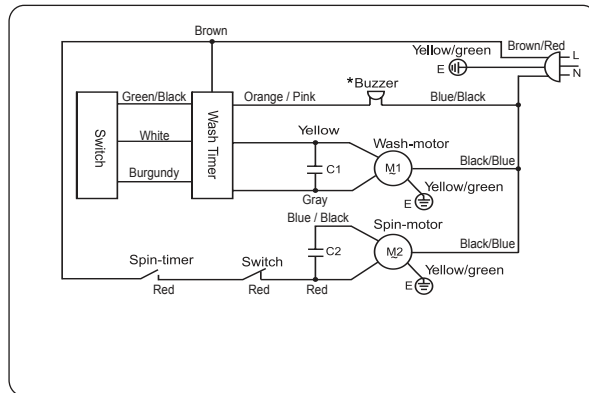 Brown
Brown/Red
Yellow/green
L
E
N
*Buzzer
Green/Black
Orange / Pink
Blue/Black
Switch
Wash Timer
White
Yellow
Wash-motor
C1
M1
~
Black/Blue
Burgundy
Yellow/green
Gray
E
Blue / Black
Spin-motor
Black/Blue
C2
M2
~
Spin-timer
Switch
Yellow/green
Red
Red
Red
E